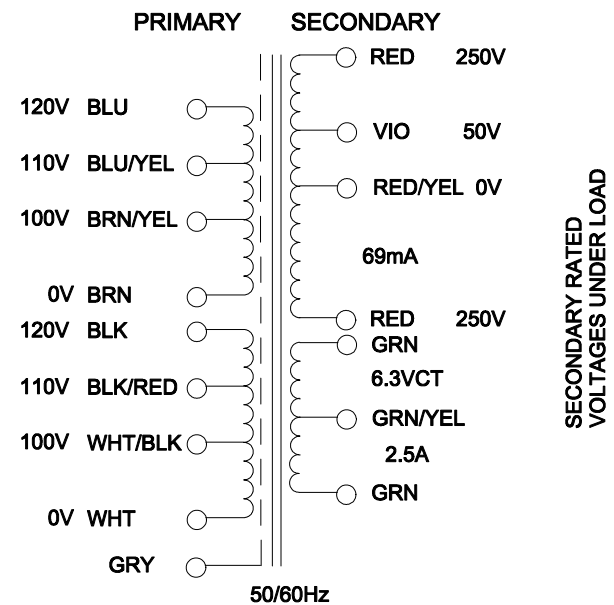 PRIMARY SECONDARY
RED 250V
120V BLU
VIO 50V
110V BLU/YEL
RED/YEL 0V
100V BRN/YEL
69mA
0V BRN
RED 250V
120V BLK
GRN
110V BLK/RED
6.3VCT
GRN/YEL
100V WHT/BLK
2.5A
GRN
0V WHT
GRY
50/60Hz
SECONDARY RATED
VOLTAGES UNDER LOAD